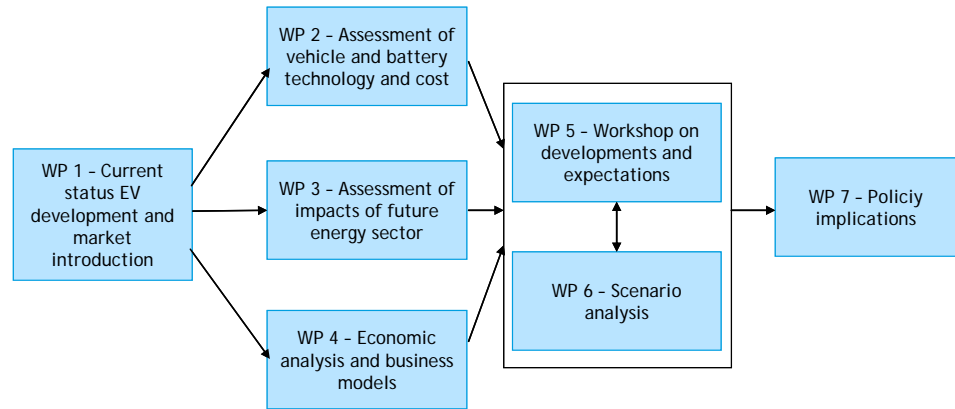 WP 1 – Current
status EV
development and
market
introduction
WP 2 – Assessment of
vehicle and battery
technology and cost
WP 3 – Assessment of
impacts of future
energy sector
WP 4 – Economic
analysis and business
models
WP 5 – Workshop on
developments and
expectations
WP 6 – Scenario
analysis
WP 7 – Policiy
implications